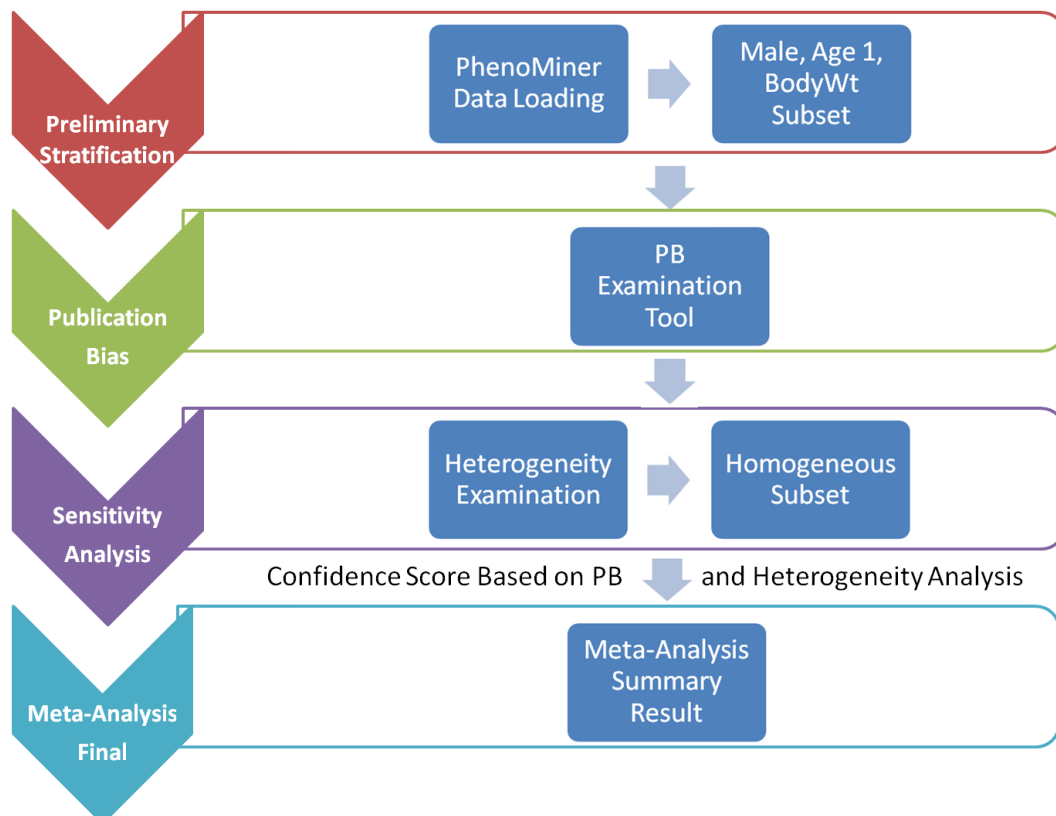 Preliminary
Stratification
PhenoMiner
Data Loading
Male, Age 1,
BodyWt
Subset
Publication
Bias
PB
Examination
Tool
Sensitivity
Analysis
Heterogeneity
Examination
Homogeneous
Subset
Confidence Score Based on PB and Heterogeneity Analysis
Meta-Analysis
Final
Meta-Analysis
Summary
Result